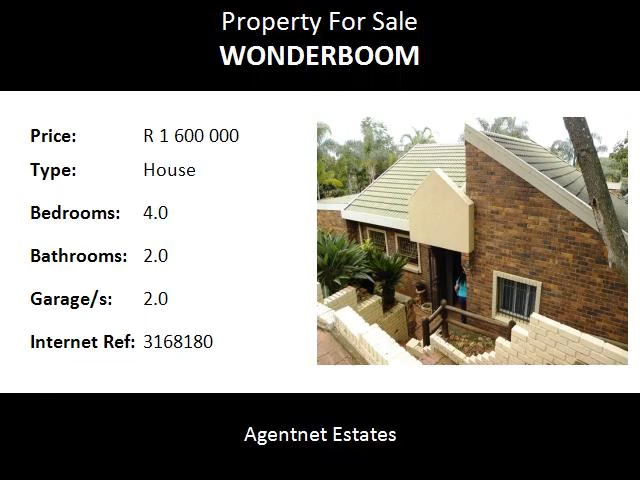 Property For Sale
WONDERBOOM
Price: R 1 600 000
Type: House
Bedrooms: 4.0
Bathrooms: 2.0
Garage/s: 2.0
Internet Ref: 3168180
Agentnet Estates